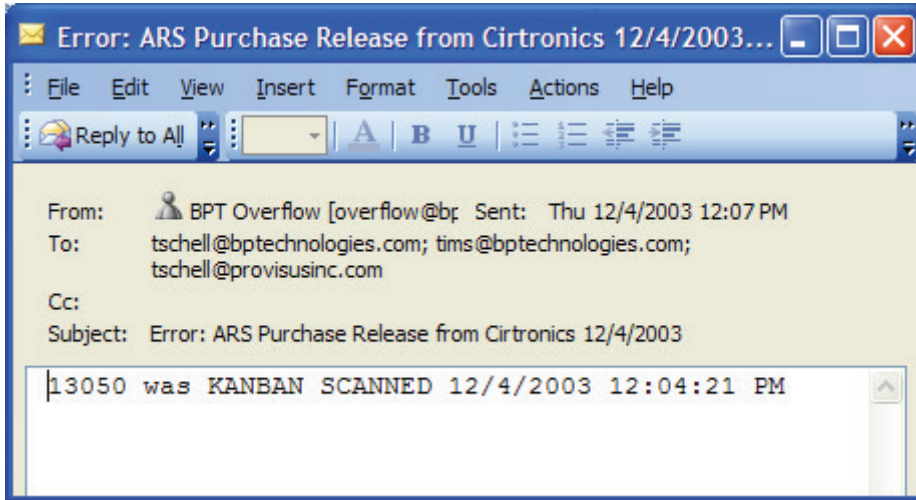 Error: ARS Purchase Release from Cirtronics 12/4/2003...
File Edit View Insert Format Tools Actions Help
Reply to All A B U
From: BPT Overflow [overflow@bp Sent: Thu 12/4/2003 12:07 PM
To: tschell@bptechnologies.com; tims@bptechnologies.com;
tschell@provisusinc.com
Cc:
Subject: Error: ARS Purchase Release from Cirtronics 12/4/2003
13050 was KANBAN SCANNED 12/4/2003 12:04:21 PM